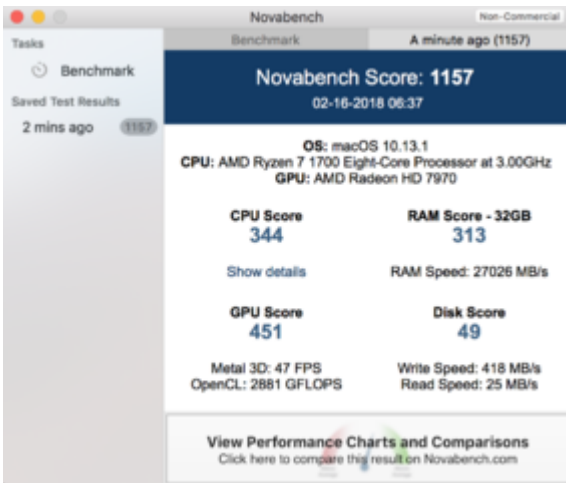 Novabench
Non-Commercial
Tasks
Benchmark
Saved Test Results
2 mins ago 1157
Benchmark
A minute ago (1157)
Novabench Score: 1157
02-16-2018 06:37
OS: macOS 10.13.1
CPU: AMD Ryzen 7 1700 Eight-Core Processor at 3.00GHz
GPU: AMD Radeon HD 7970
CPU Score
344
Show details
RAM Score - 32GB
313
RAM Speed: 27026 MB/s
GPU Score
451
Metal 3D: 47 FPS
OpenCL: 2881 GFLOPS
Disk Score
49
Write Speed: 418 MB/s
Read Speed: 25 MB/s
View Performance Charts and Comparisons
Click here to compare this result on Novabench.com